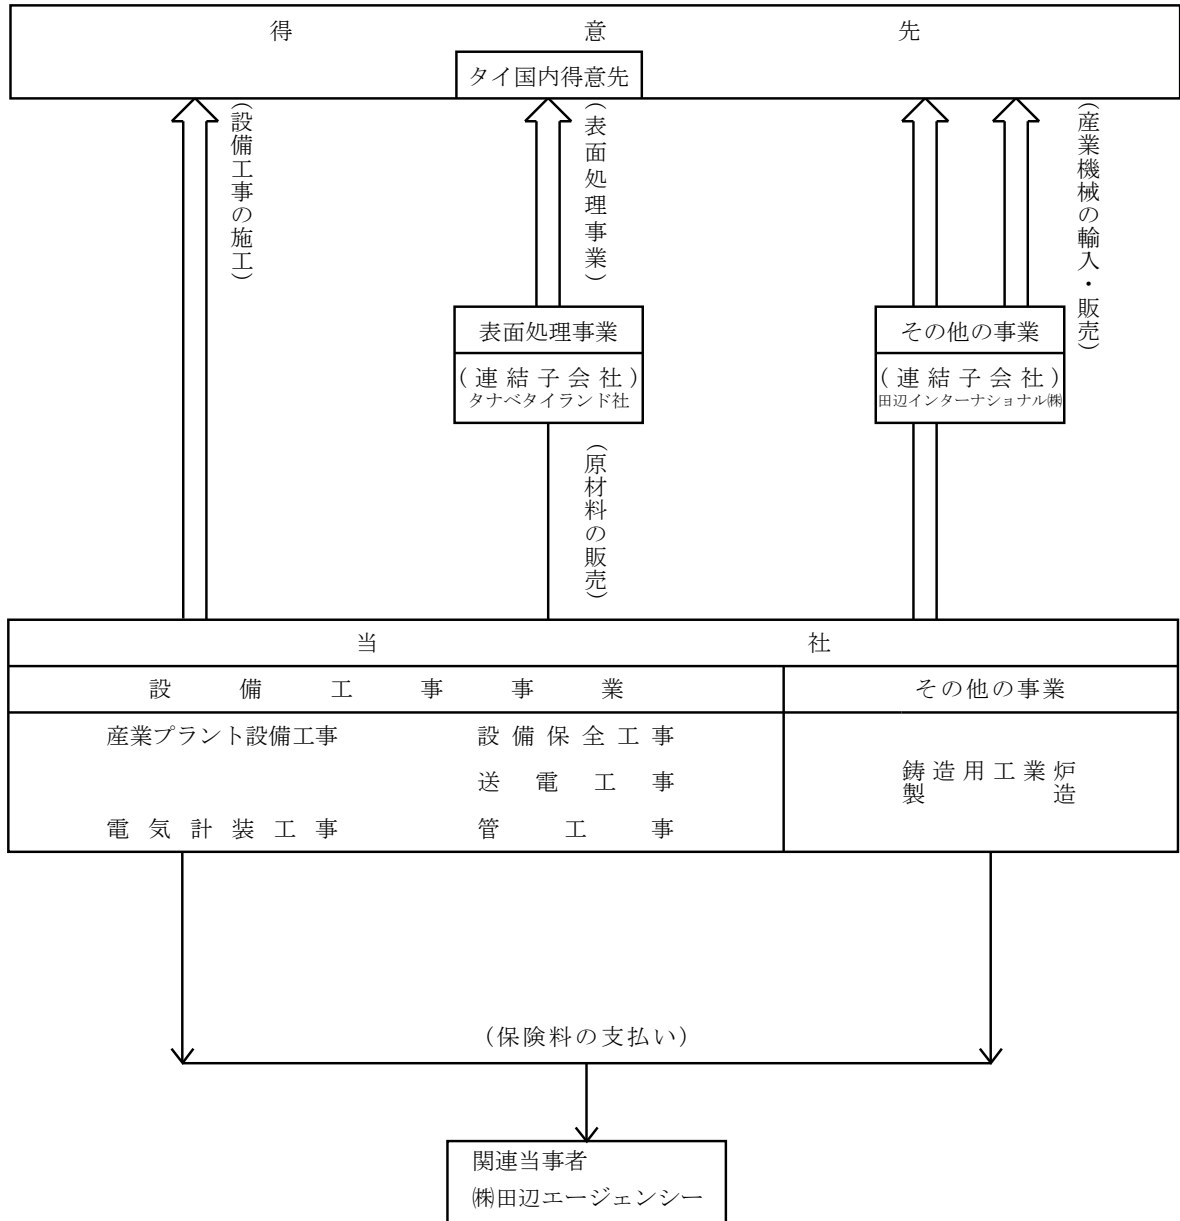 得意先
タイ国内得意先
(設備工事の施工)
(表面処理事業)
(産業機械の輸入・販売)
表面処理事業
(連結子会社)
タナベタイランド社
その他の事業
(連結子会社)
田辺インターナショナル㈱
(原材料の販売)
当社
設備工事事業
その他の事業
産業プラント設備工事
設備保全工事
送電工事
電気計装工事
管工事
鋳造用工業炉
製造
(保険料の支払い)
関連当事者
㈱田辺エージェンシー